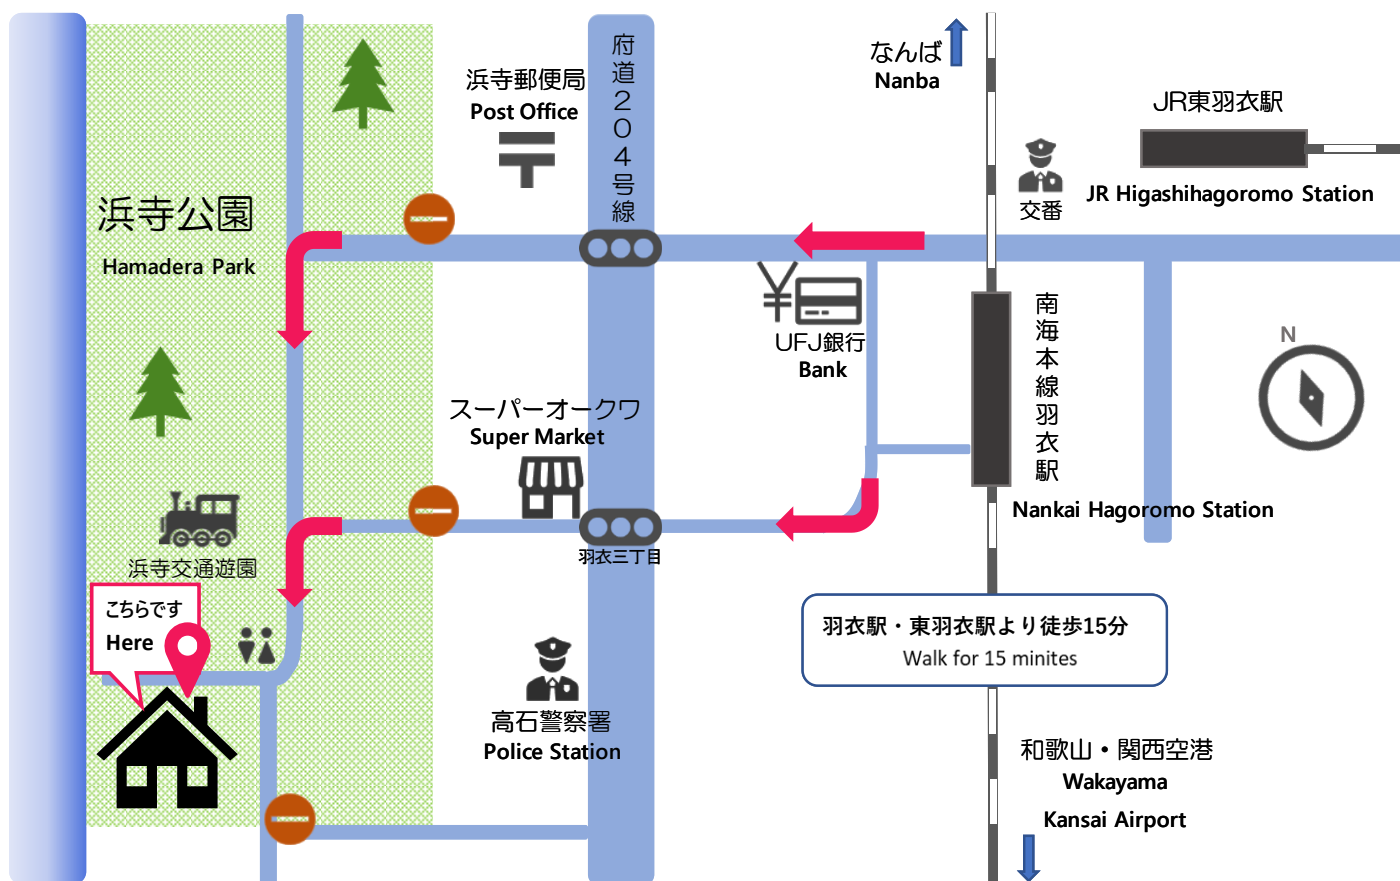 なんば
Nanba
府道204号線
浜寺郵便局
Post Office
JR東羽衣駅
JR Higashihagoromo Station
交番
浜寺公園
Hamadera Park
UFJ銀行
Bank
南海本線羽衣駅
Nankai Hagoromo Station
N
スーパーオークワ
Super Market
羽衣三丁目
浜寺交通遊園
こちらです
Here
羽衣駅・東羽衣駅より徒歩15分
Walk for 15 minites
高石警察署
Police Station
和歌山・関西空港
Wakayama
Kansai Airport